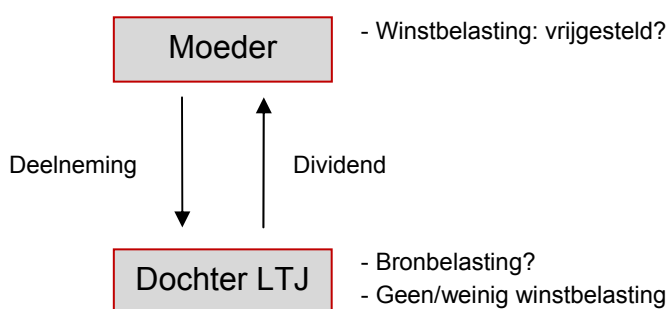 Moeder
- Winstbelasting: vrijgesteld?
Deelneming
Dividend
Dochter LTJ
- Bronbelasting?
- Geen/weinig winstbelasting